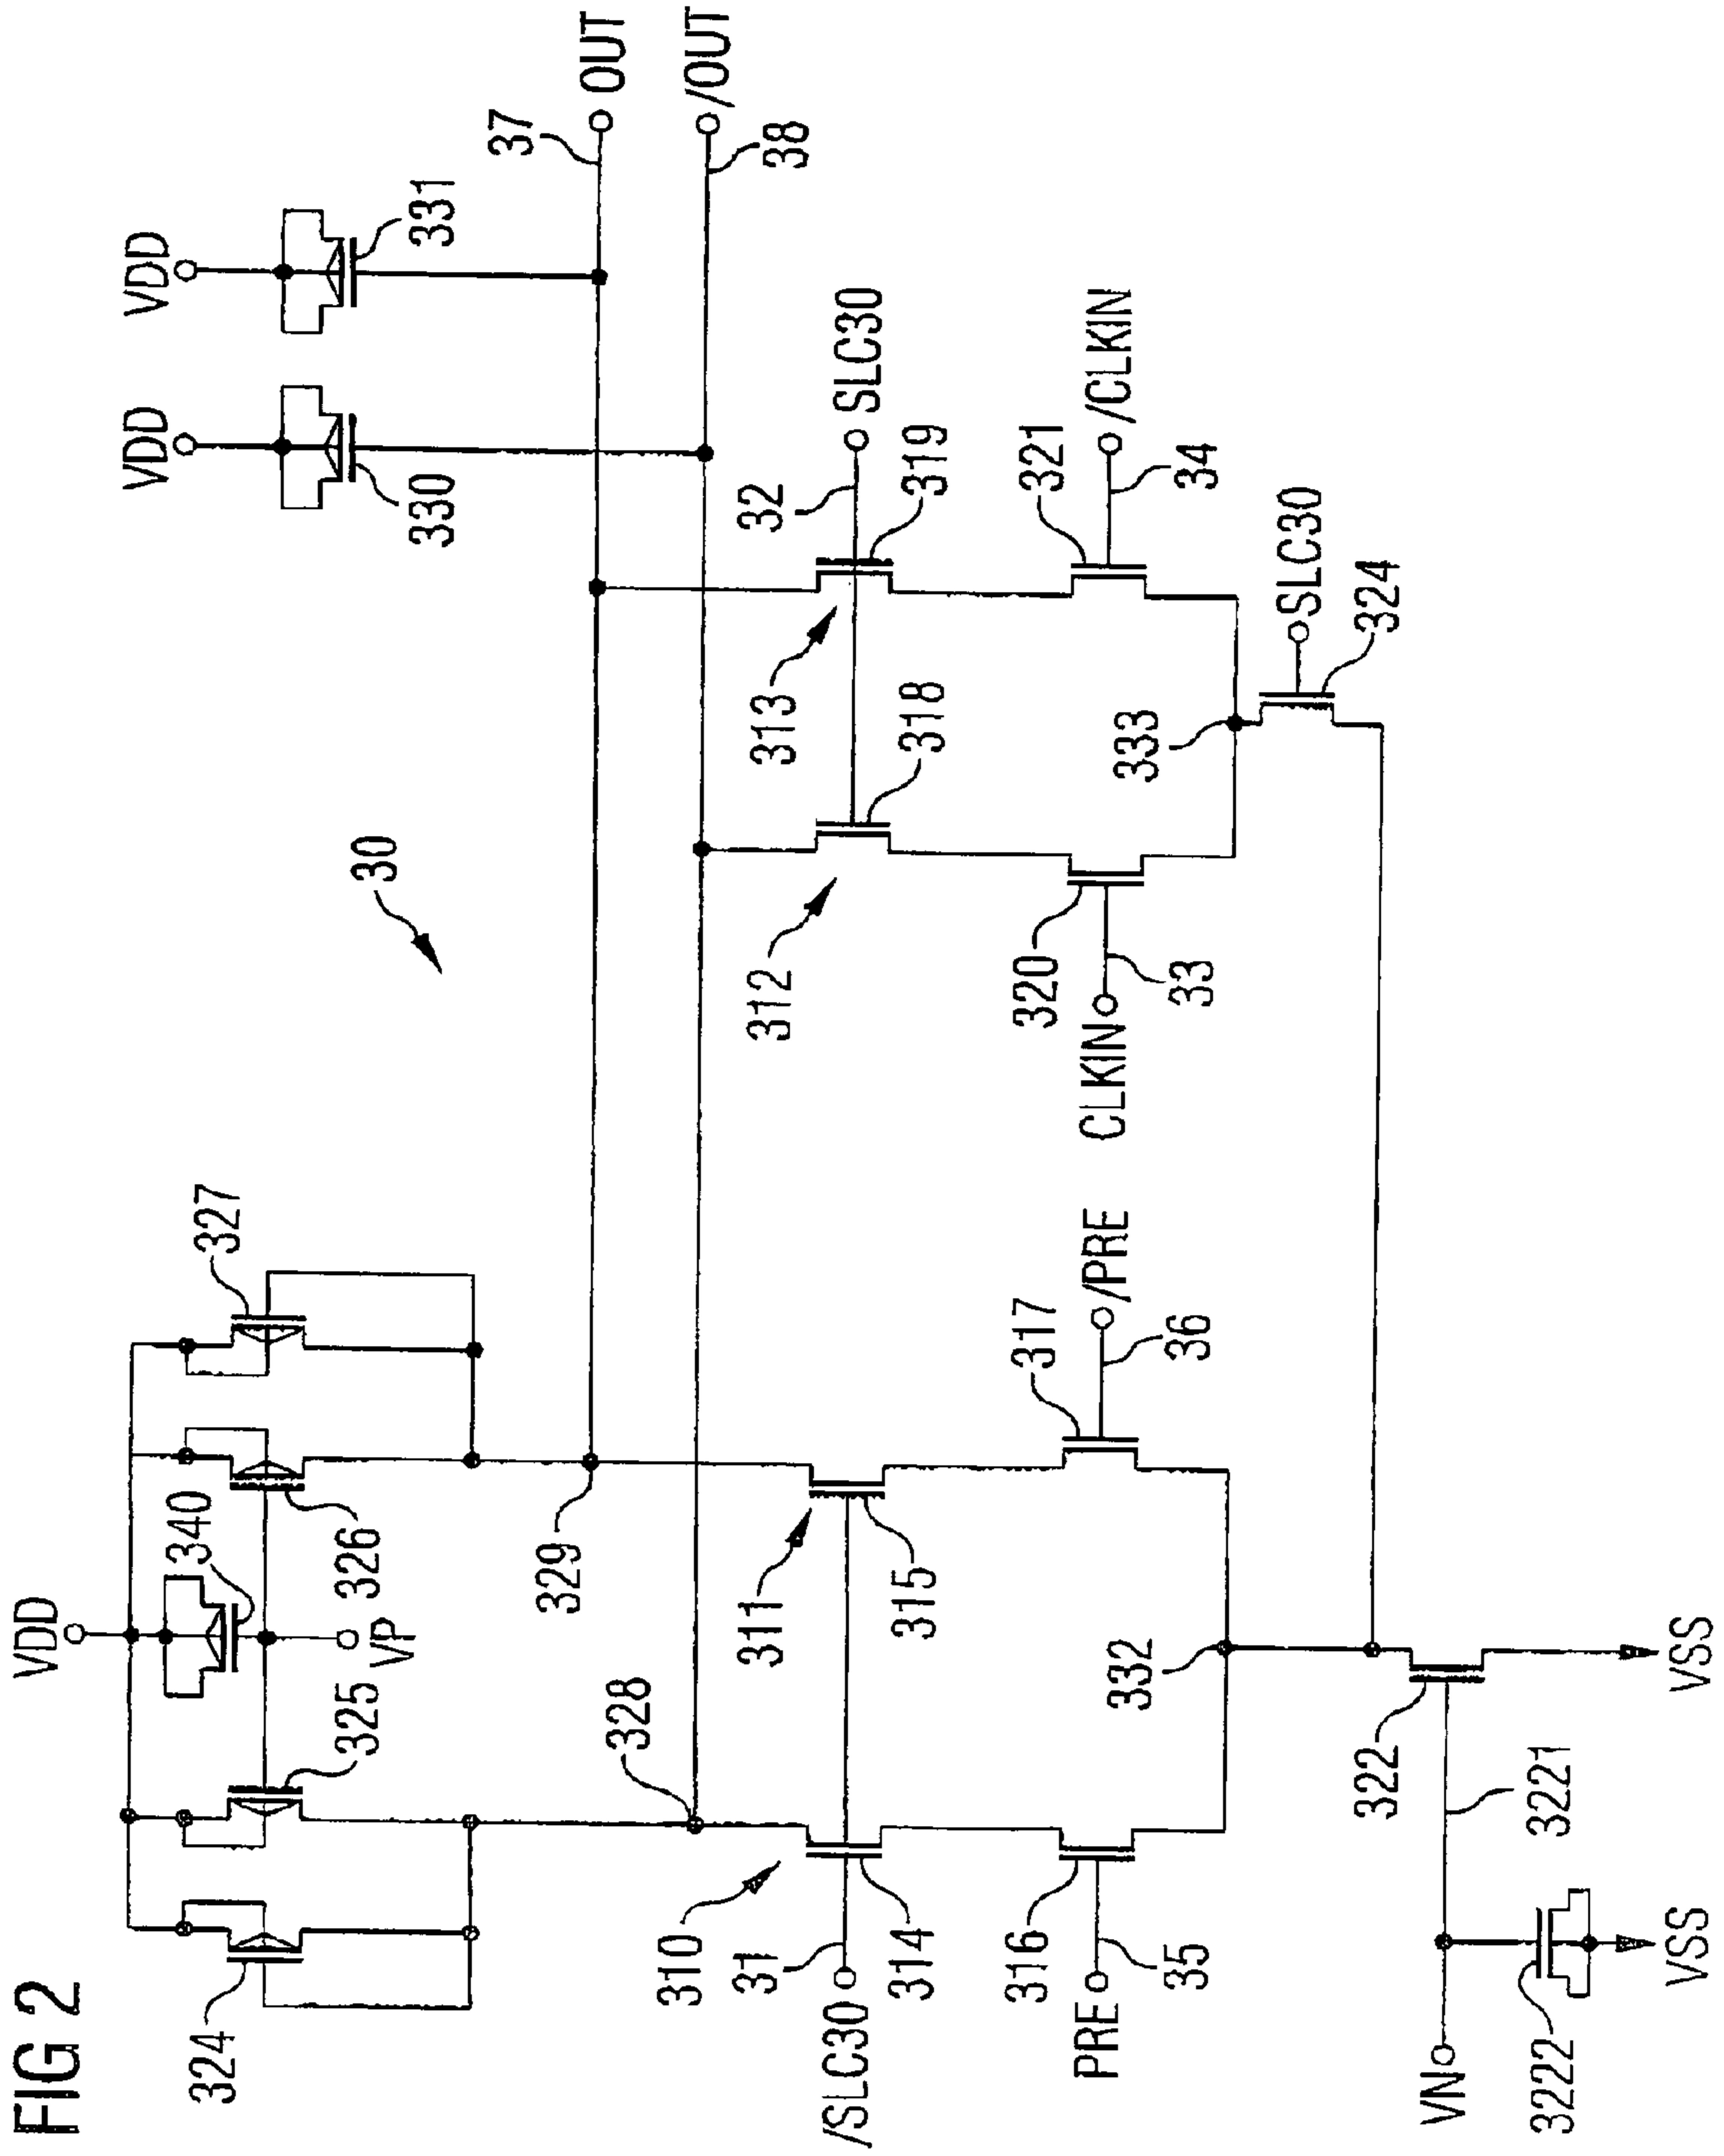 FIG 2
VDD
324
325
340
326
327
VP
VDD
VDD
330
331
37
OUT
/OUT
38
328
329
30
310
311
312
313
/SLC30
31
314
315
318
32
SLC30
319
PRE
35
316
317
/PRE
36
CLKIN
33
320
321
/CLKIN
34
332
333
SLC30
324
VN
3222
3221
322
VSS
VSS